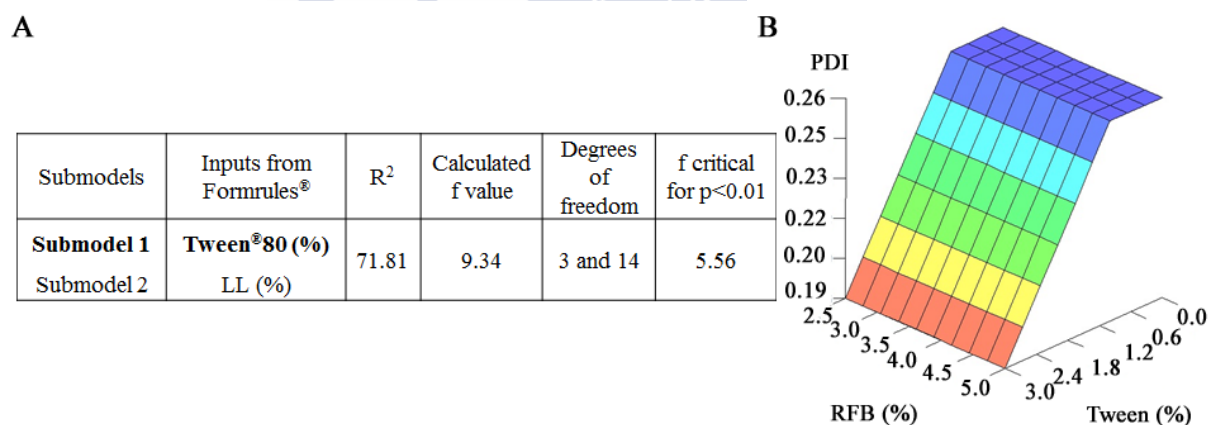 A
Submodels
Inputs from
Formrules®
R²
Calculated
f value
Degrees
of
freedom
f critical
for p<0.01
Submodel 1
Tween®80 (%)
Submodel 2
LL (%)
71.81
9.34
3 and 14
5.56
B
PDI
0.26
0.25
0.23
0.22
0.20
0.19
2.5
3.0
3.5
4.0
4.5
5.0
RFB (%)
3.0
2.4
1.8
1.2
0.6
0.0
Tween (%)